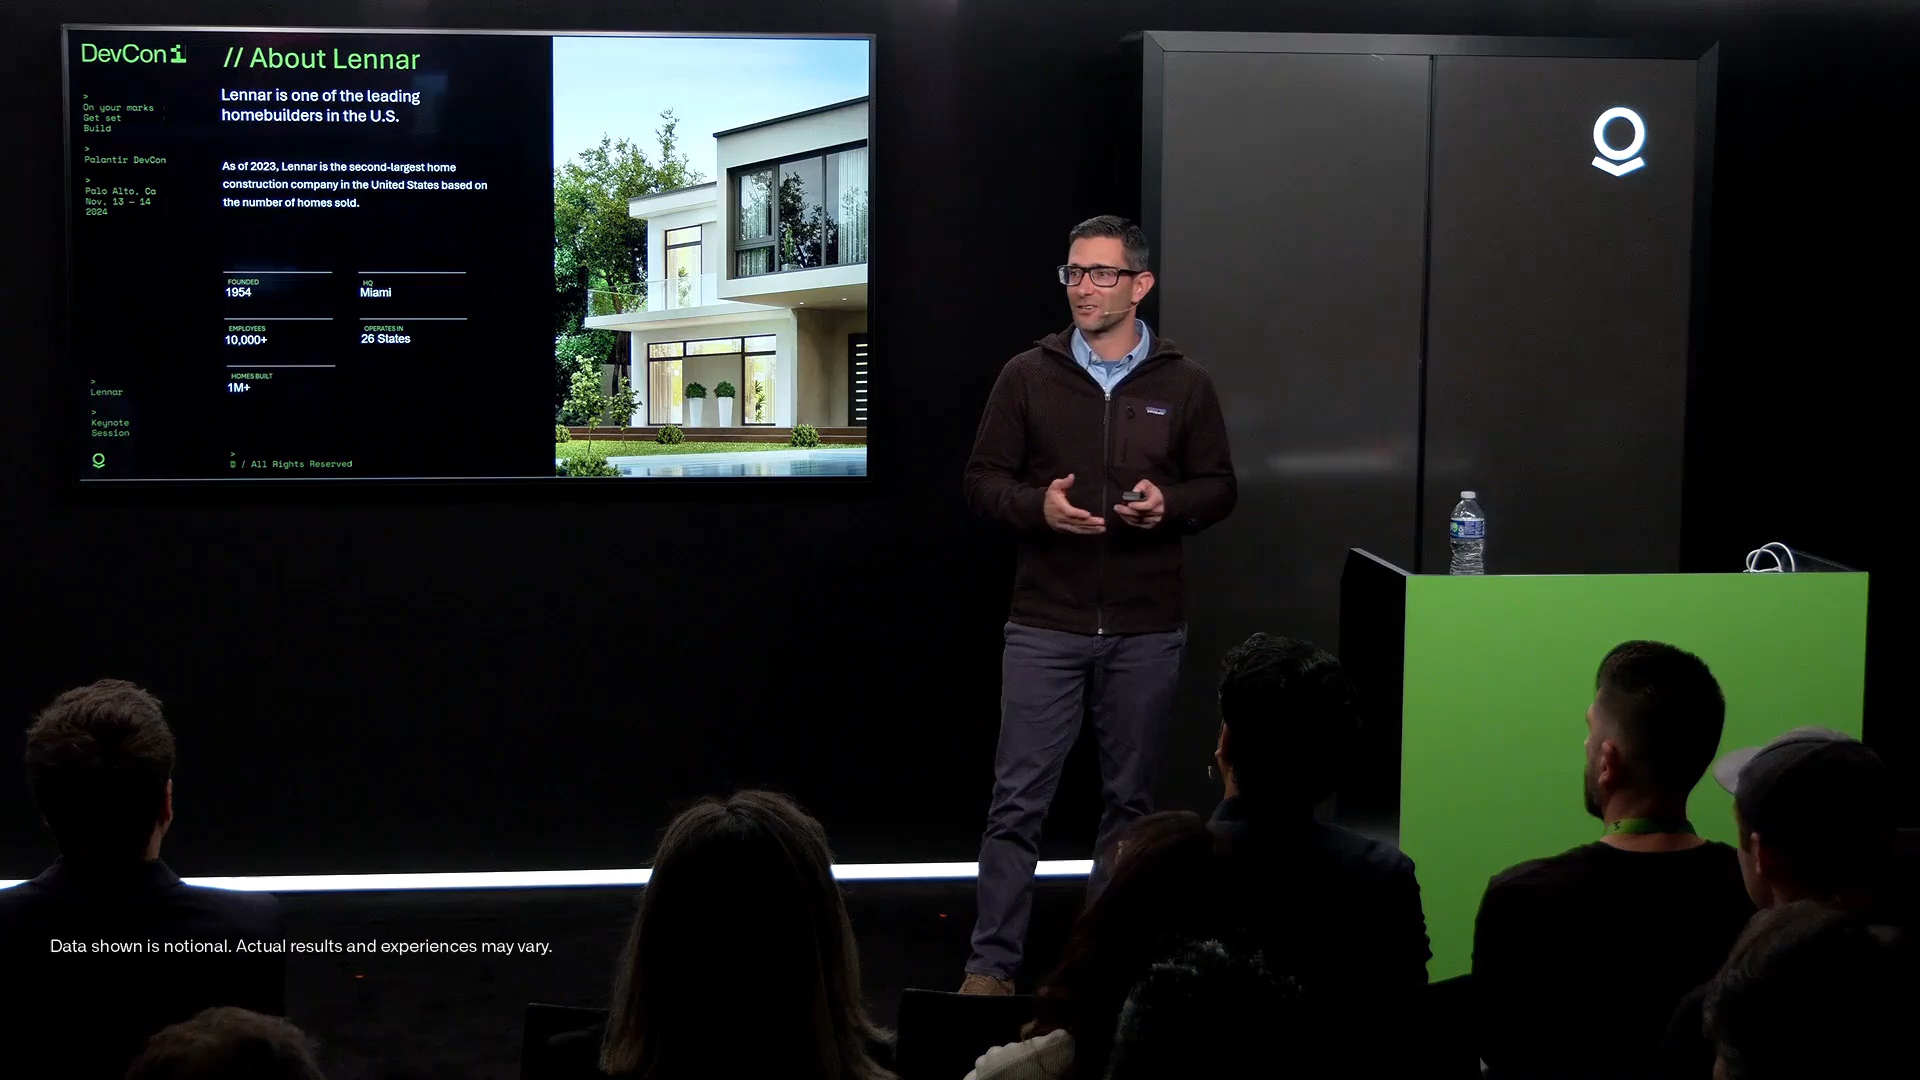 DevCon1
>
On your marks
Get set
Build
>
Palantir DevCon
>
Palo Alto, Ca
Nov. 13 – 14
2024
>
Lennar
>
Keynote
Session
// About Lennar
Lennar is one of the leading
homebuilders in the U.S.
As of 2023, Lennar is the second-largest home
construction company in the United States based on
the number of homes sold.
FOUNDED
1954
HQ
Miami
EMPLOYEES
10,000+
OPERATES IN
26 States
HOMES BUILT
1M+
>
/ All Rights Reserved
Data shown is notional. Actual results and experiences may vary.